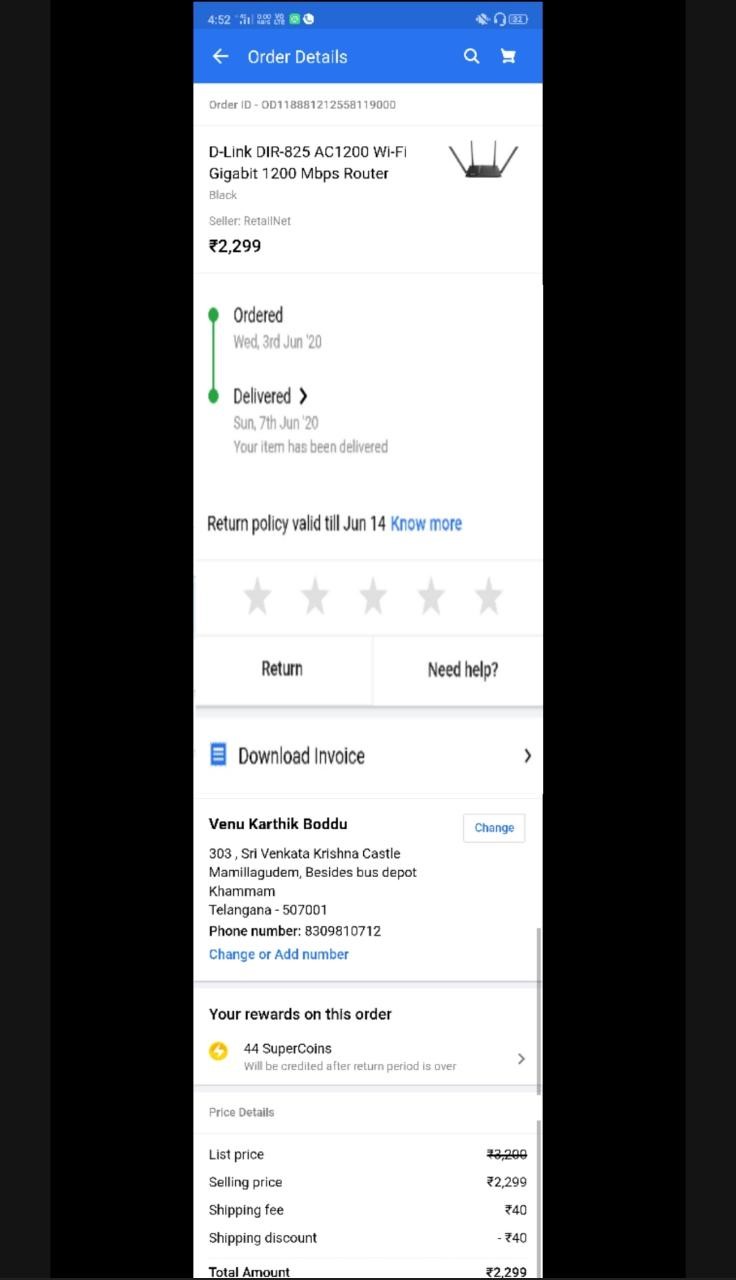 4:52
Order Details
Order ID - OD118881212558119000
D-Link DIR-825 AC1200 Wi-Fi
Gigabit 1200 Mbps Router
Black
Seller: RetailNet
₹2,299
Ordered
Wed, 3rd Jun '20
Delivered
Sun, 7th Jun '20
Your item has been delivered
Return policy valid till Jun 14 Know more
Return
Need help?
Download Invoice
Venu Karthik Boddu
Change
303 , Sri Venkata Krishna Castle
Mamillagudem, Besides bus depot
Khammam
Telangana - 507001
Phone number: 8309810712
Change or Add number
Your rewards on this order
44 SuperCoins
Will be credited after return period is over
Price Details
List price ₹3,200
Selling price ₹2,299
Shipping fee ₹40
Shipping discount - ₹40
Total Amount ₹2,299